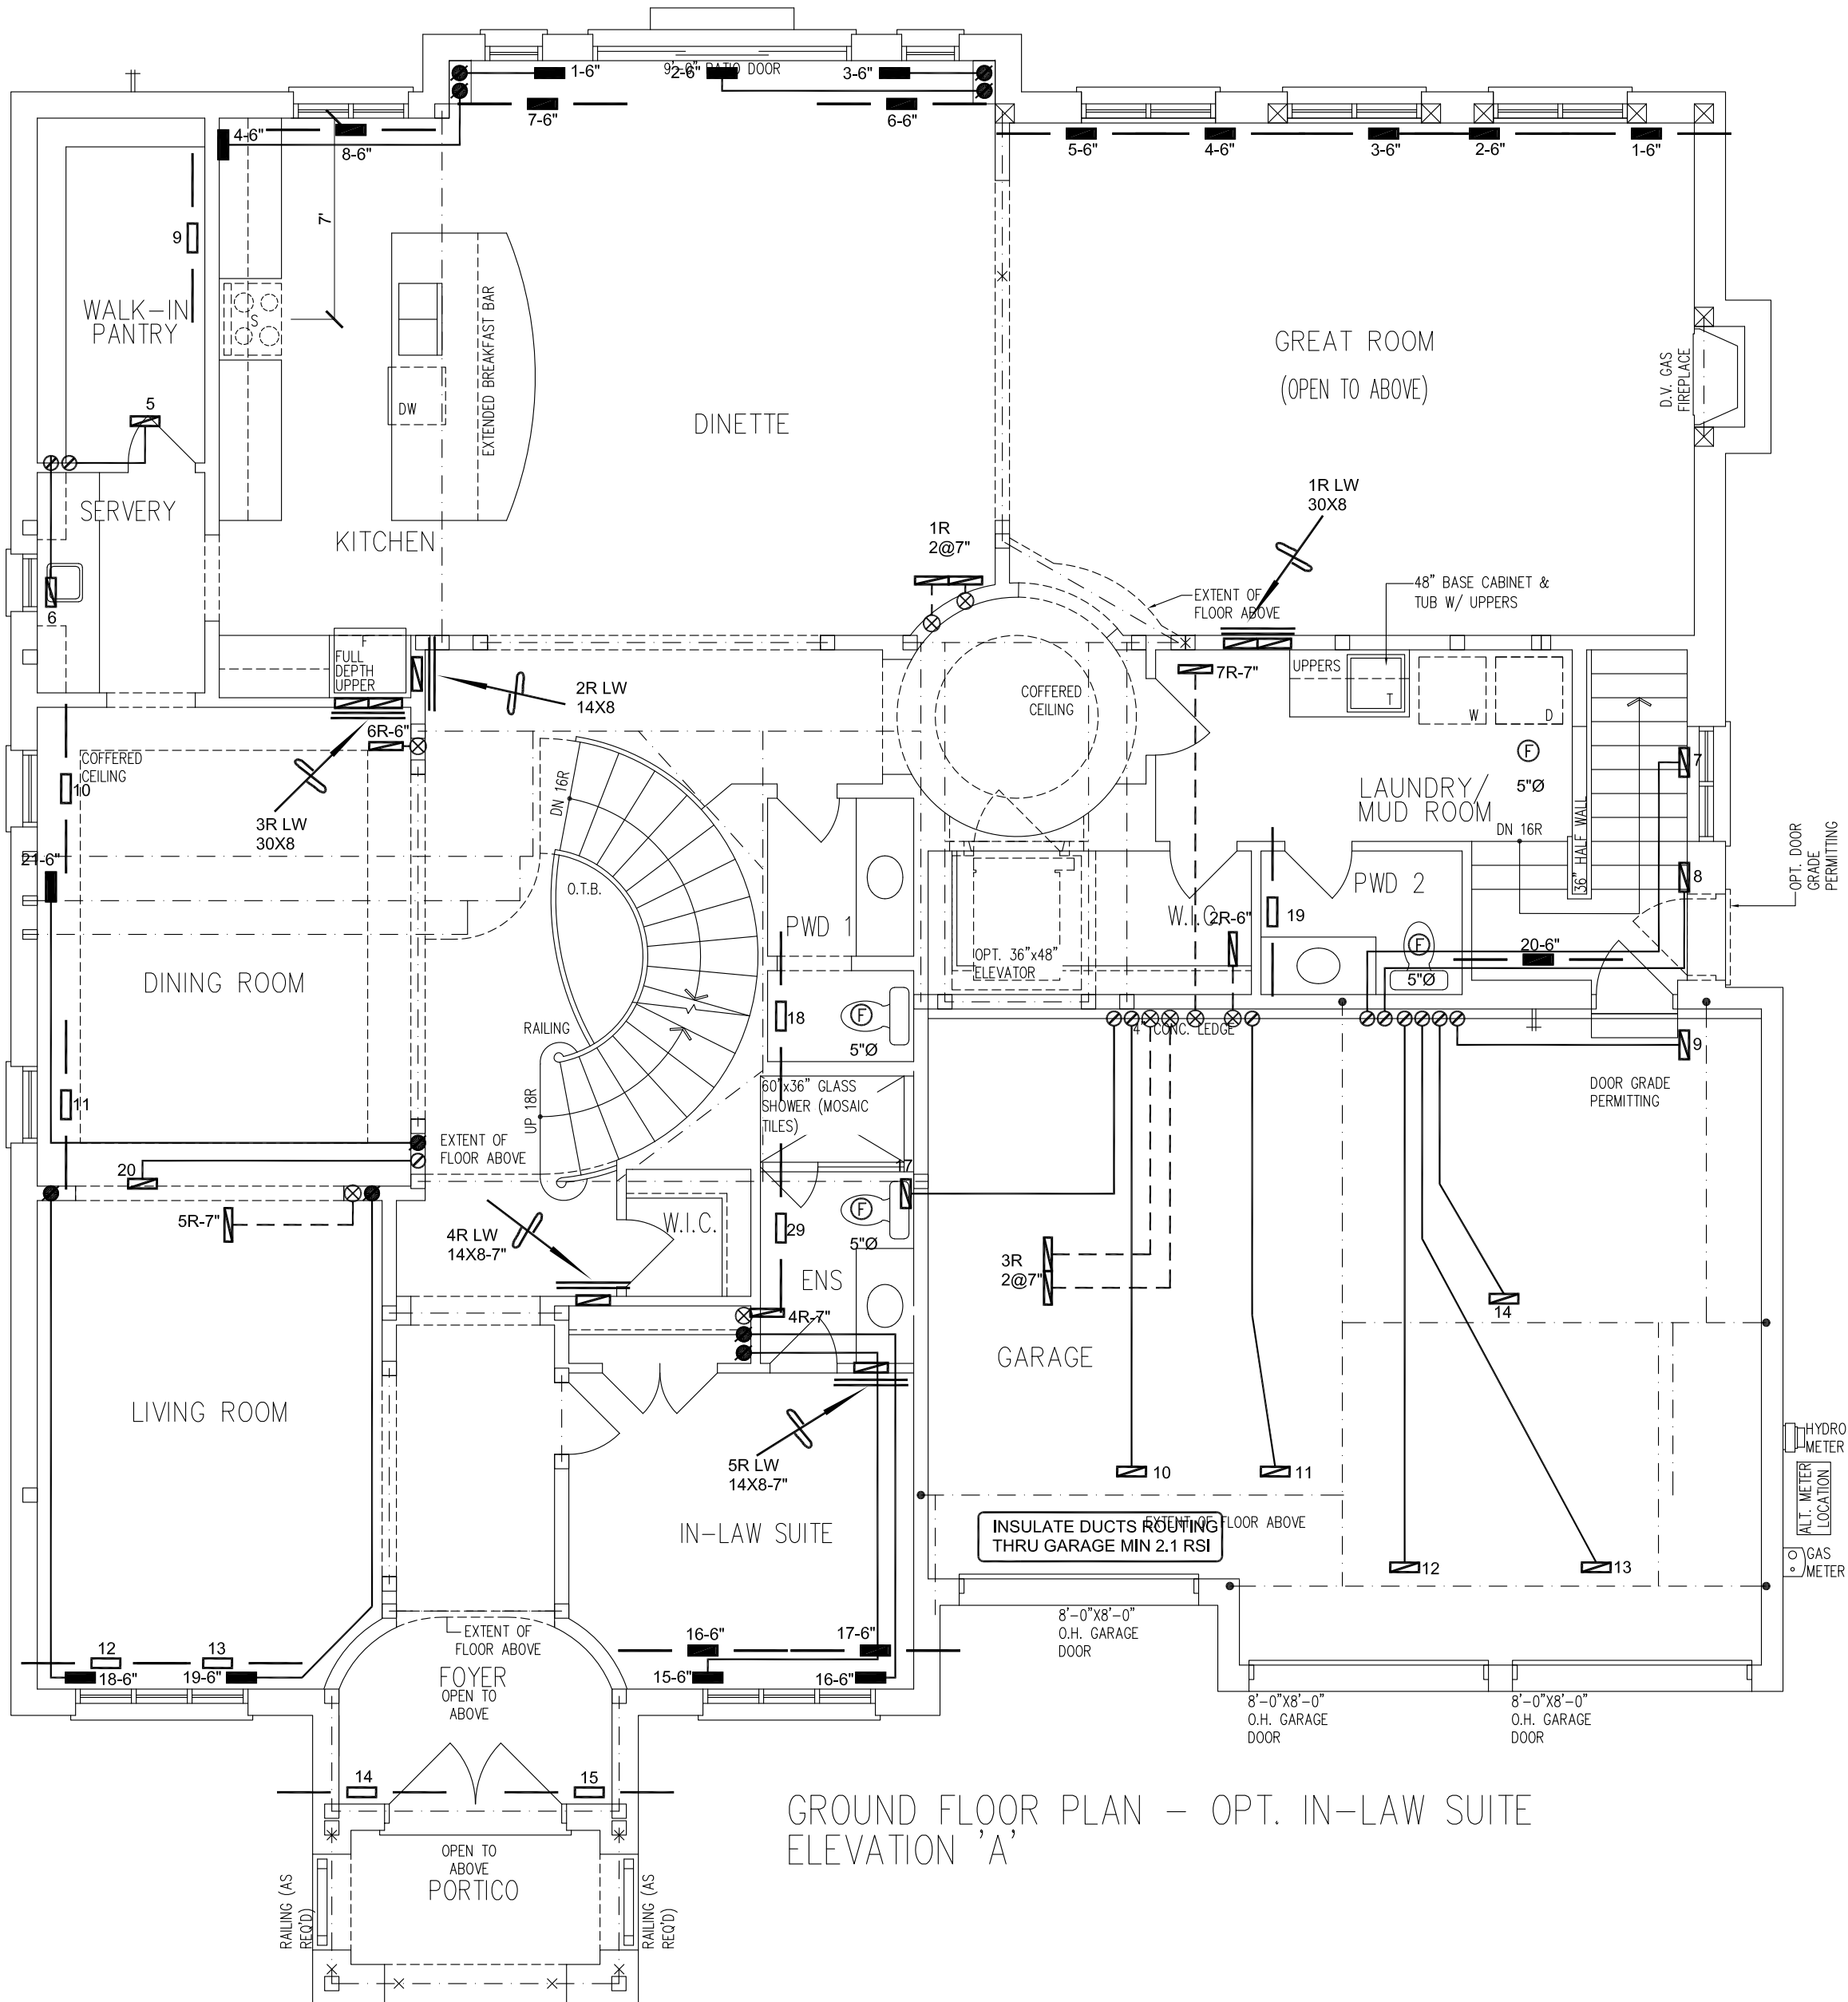 1-6"
2-6"
9'-0" PATIO DOOR
3-6"
7-6"
6-6"
4-6"
8-6"
5-6"
4-6"
3-6"
2-6"
1-6"
7'
9
WALK-IN
PANTRY
S
EXTENDED BREAKFAST BAR
DW
DINETTE
GREAT ROOM
(OPEN TO ABOVE)
D.V. GAS
FIREPLACE
5
SERVERY
KITCHEN
1R
2@7"
1R LW
30X8
6
EXTENT OF
FLOOR ABOVE
48" BASE CABINET &
TUB W/ UPPERS
F
FULL
DEPTH
UPPER
2R LW
14X8
COFFERED
CEILING
7R-7"
UPPERS
T
W
D
6R-6"
COFFERED
CEILING
10
3R LW
30X8
DN 16R
F
5"Ø
7
LAUNDRY/
MUD ROOM
DN 16R
36" HALF WALL
OPT. DOOR
GRADE
PERMITTING
21-6"
O.T.B.
PWD 1
W.I.C.
2R-6"
19
PWD 2
8
F
5"Ø
20-6"
OPT. 36"x48"
ELEVATOR
DINING ROOM
RAILING
18
F
5"Ø
4" CONC. LEDGE
9
11
UP 18R
60"x36" GLASS
SHOWER (MOSAIC
TILES)
DOOR GRADE
PERMITTING
EXTENT OF
FLOOR ABOVE
20
17
5R-7"
4R LW
14X8-7"
W.I.C.
29
F
5"Ø
ENS
3R
2@7"
4R-7"
14
GARAGE
LIVING ROOM
5R LW
14X8-7"
10
11
HYDRO
METER
ALT. METER
LOCATION
GAS
METER
IN-LAW SUITE
INSULATE DUCTS ROUTING
THRU GARAGE MIN 2.1 RSI
EXTENT OF FLOOR ABOVE
12
13
8'-0"X8'-0"
O.H. GARAGE
DOOR
12
13
18-6"
19-6"
EXTENT OF
FLOOR ABOVE
FOYER
OPEN TO
ABOVE
16-6"
17-6"
15-6"
16-6"
8'-0"X8'-0"
O.H. GARAGE
DOOR
8'-0"X8'-0"
O.H. GARAGE
DOOR
14
15
GROUND FLOOR PLAN - OPT. IN-LAW SUITE
ELEVATION 'A'
OPEN TO
ABOVE
PORTICO
RAILING (AS
REQ'D)
RAILING (AS
REQ'D)